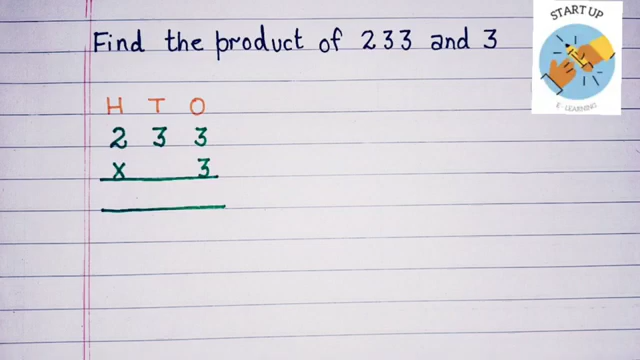 Find the product of 233 and 3
START UP
E-LEARNING
H T O
2 3 3
x 3